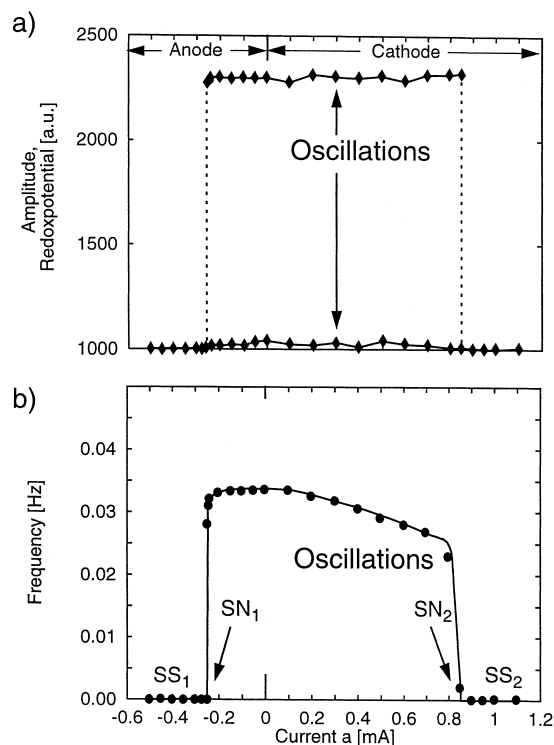 a)
Anode
Cathode
2500
2000
1500
1000
Amplitude,
Redoxpotential [a.u.]
Oscillations
b)
0.04
0.03
0.02
0.01
0.00
Frequency [Hz]
Oscillations
SN1
SN2
SS1
SS2
-0.6 -0.4 -0.2 0 0.2 0.4 0.6 0.8 1.0 1.2
Current a [mA]